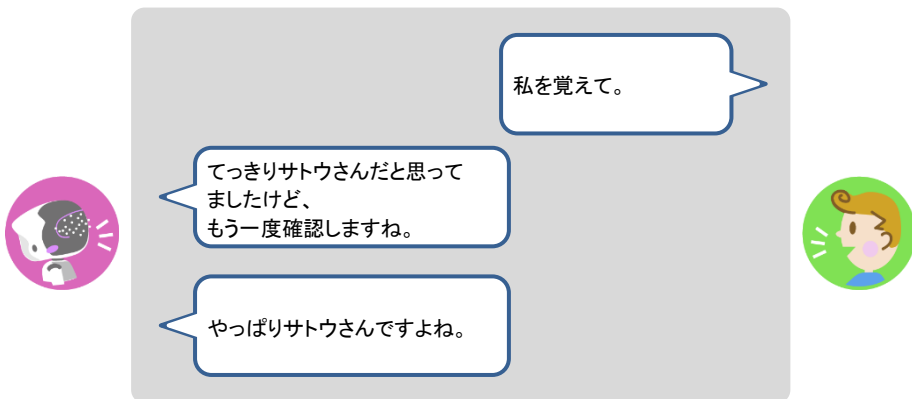 私を覚えて。
てっきりサトウさんだと思って
ましたけど、
もう一度確認しますね。
やっぱりサトウさんですよね。